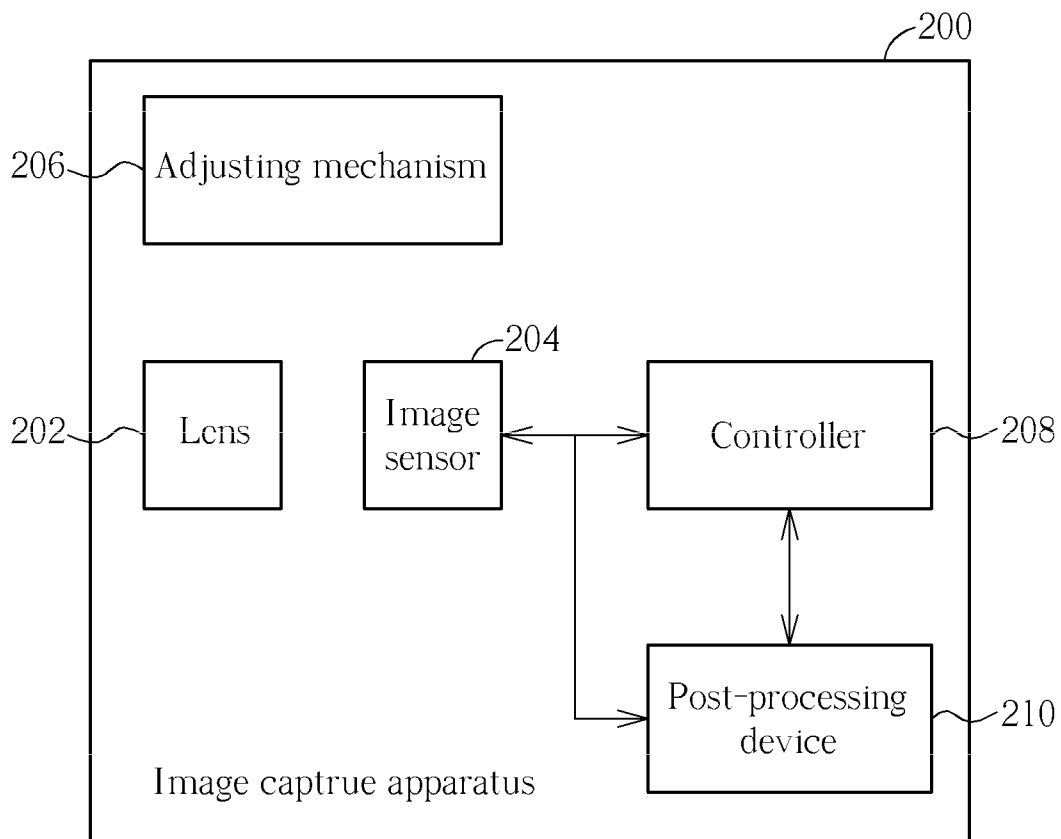 200
206
Adjusting mechanism
204
202
Lens
Image
sensor
Controller
208
Post-processing
device
210
Image captrue apparatus